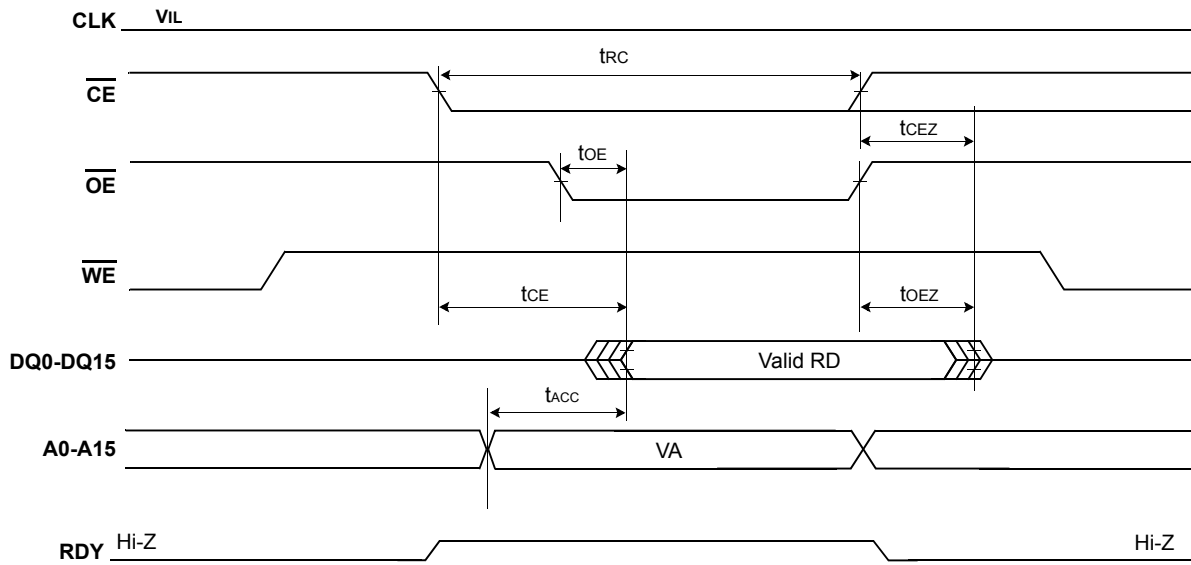 CLK VIL
tRC
CE
tCEZ
tOE
OE
WE
tCE
tOEZ
DQ0-DQ15
Valid RD
tACC
A0-A15
VA
RDY Hi-Z
Hi-Z